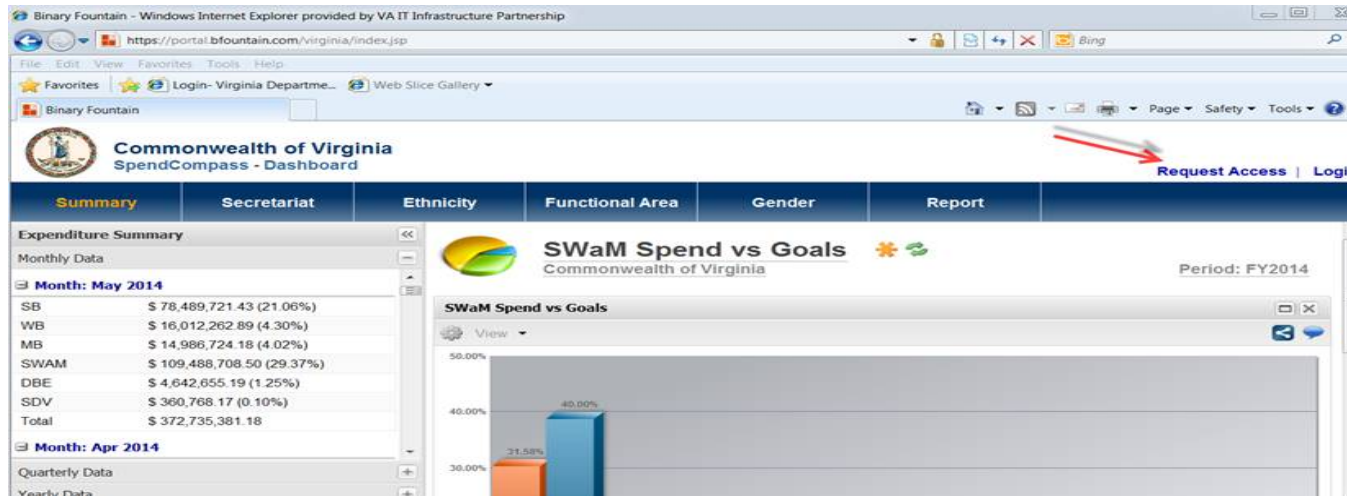 Binary Fountain - Windows Internet Explorer provided by VA IT Infrastructure Partnership
https://portal.bfountain.com/virginia/index.jsp
Bing
File Edit View Favorites Tools Help
Favorites Login- Virginia Departme... Web Slice Gallery
Binary Fountain Page Safety Tools
Commonwealth of Virginia
SpendCompass - Dashboard
Request Access | Logi
Summary Secretariat Ethnicity Functional Area Gender Report
Expenditure Summary
Monthly Data
Month: May 2014
SB $ 78,489,721.43 (21.06%)
WB $ 16,012,262.89 (4.30%)
MB $ 14,986,724.18 (4.02%)
SWAM $ 109,488,708.50 (29.37%)
DBE $ 4,642,655.19 (1.25%)
SDV $ 360,768.17 (0.10%)
Total $ 372,735,381.18
Month: Apr 2014
Quarterly Data
Yearly Data
SWaM Spend vs Goals
Commonwealth of Virginia
Period: FY2014
SWaM Spend vs Goals
View
50.00%
40.00%
40.00%
31.58%
30.00%